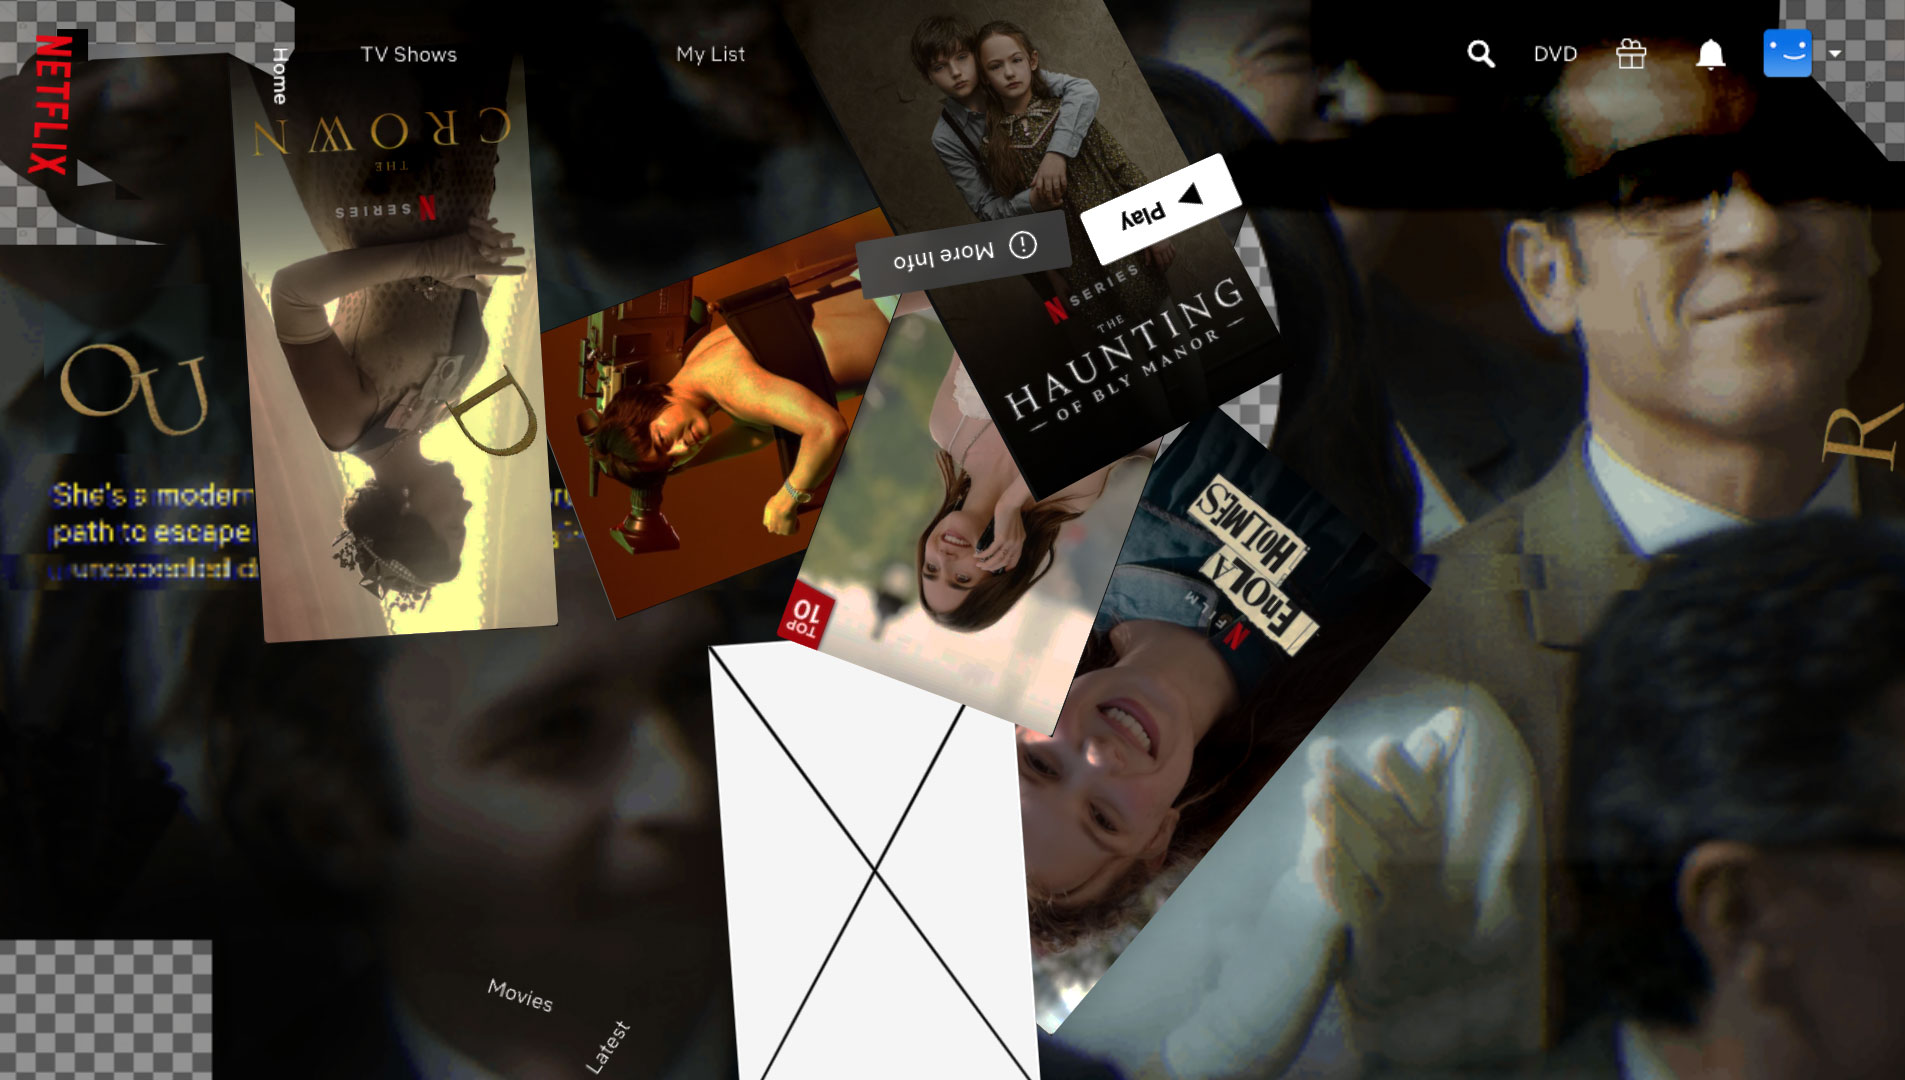 NETFLIX
Home
TV Shows
My List
DVD
CROWN
THE
N SERIES
Play
More Info
N SERIES
THE
HAUNTING
OF BLY MANOR
OU
D
R
She's a modern
path to escape
unexpected d
TOP
10
ENOLA
HOLMES
N FILM
Movies
Latest